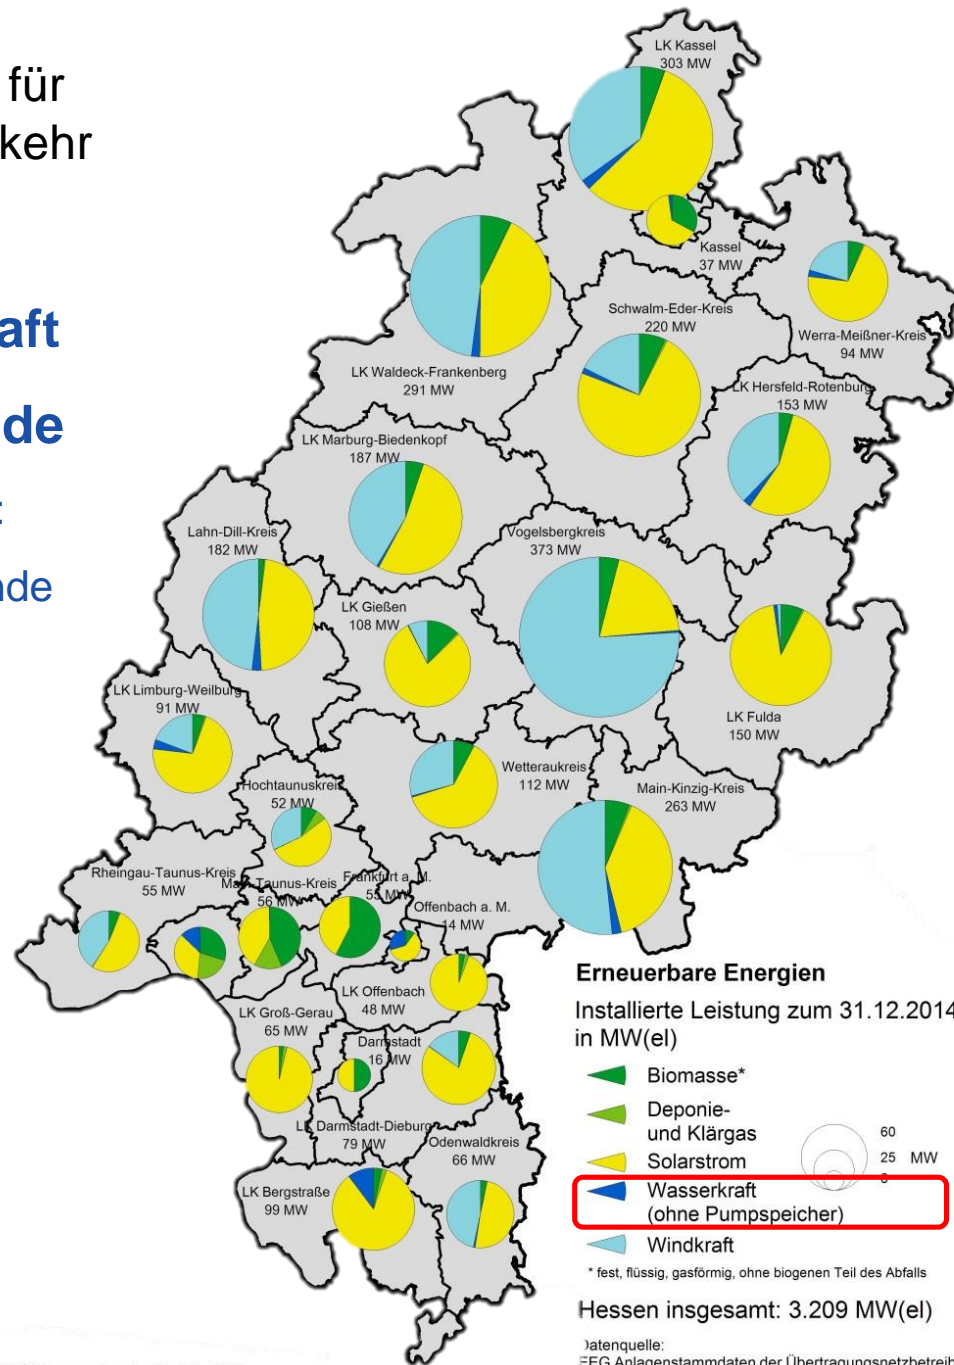 für
kehr
aft
de
:
nde
LK Kassel
303 MW
Kassel
37 MW
Werra-Meißner-Kreis
94 MW
Schwalm-Eder-Kreis
220 MW
LK Waldeck-Frankenberg
291 MW
LK Hersfeld-Rotenburg
153 MW
LK Marburg-Biedenkopf
187 MW
Lahn-Dill-Kreis
182 MW
Vogelsbergkreis
373 MW
LK Gießen
108 MW
LK Fulda
150 MW
LK Limburg-Weilburg
91 MW
Wetteraukreis
112 MW
Hochtaunuskreis
52 MW
Main-Kinzig-Kreis
263 MW
Rheingau-Taunus-Kreis
55 MW
Main-Taunus-Kreis
56 MW
Frankfurt a. M.
55 MW
Offenbach a. M.
14 MW
LK Offenbach
48 MW
LK Groß-Gerau
65 MW
Darmstadt
16 MW
LK Darmstadt-Dieburg
79 MW
Odenwaldkreis
66 MW
LK Bergstraße
99 MW
Erneuerbare Energien
Installierte Leistung zum 31.12.2014
in MW(el)
Biomasse*
Deponie-
und Klärgas
Solarstrom
Wasserkraft
(ohne Pumpspeicher)
Windkraft
60
25 MW
* fest, flüssig, gasförmig, ohne biogenen Teil des Abfalls
Hessen insgesamt: 3.209 MW(el)
Datenquelle:
EEG Anlagenstammdaten der Übertragungsnetzbetreib